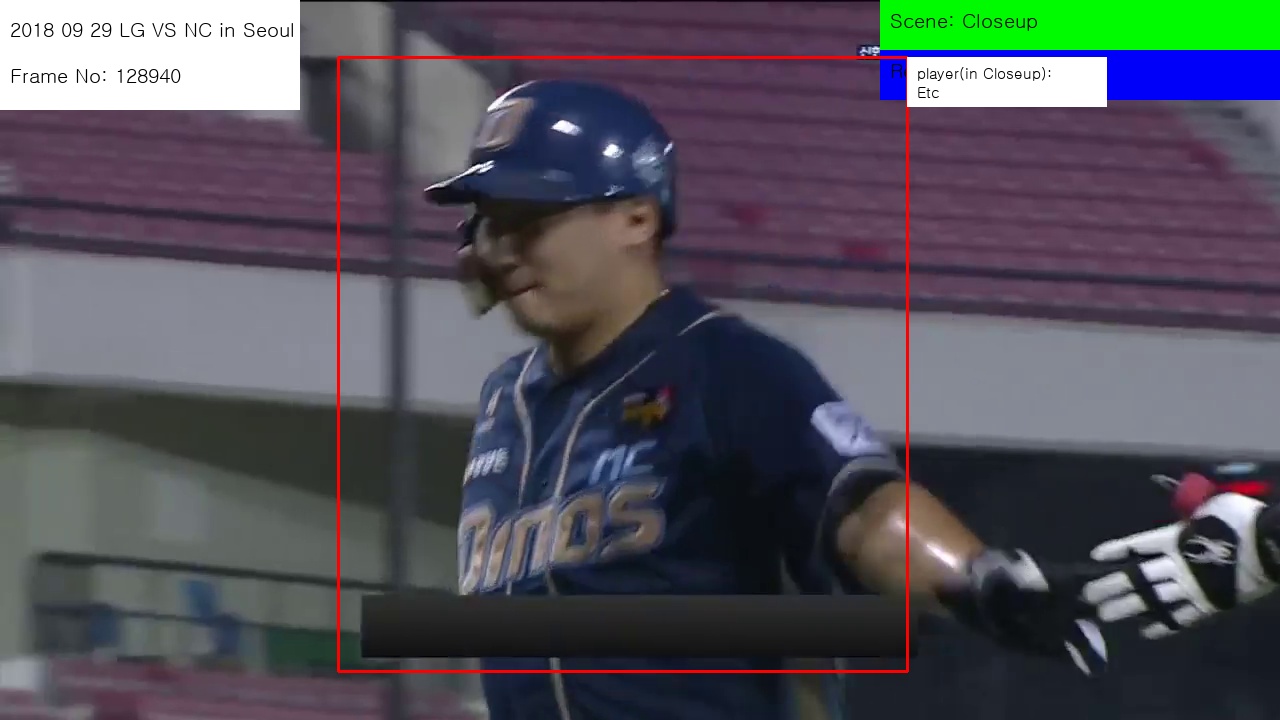 2018 09 29 LG VS NC in Seoul
Frame No: 128940
Scene: Closeup
player(in Closeup):
Etc
NC
Dinos